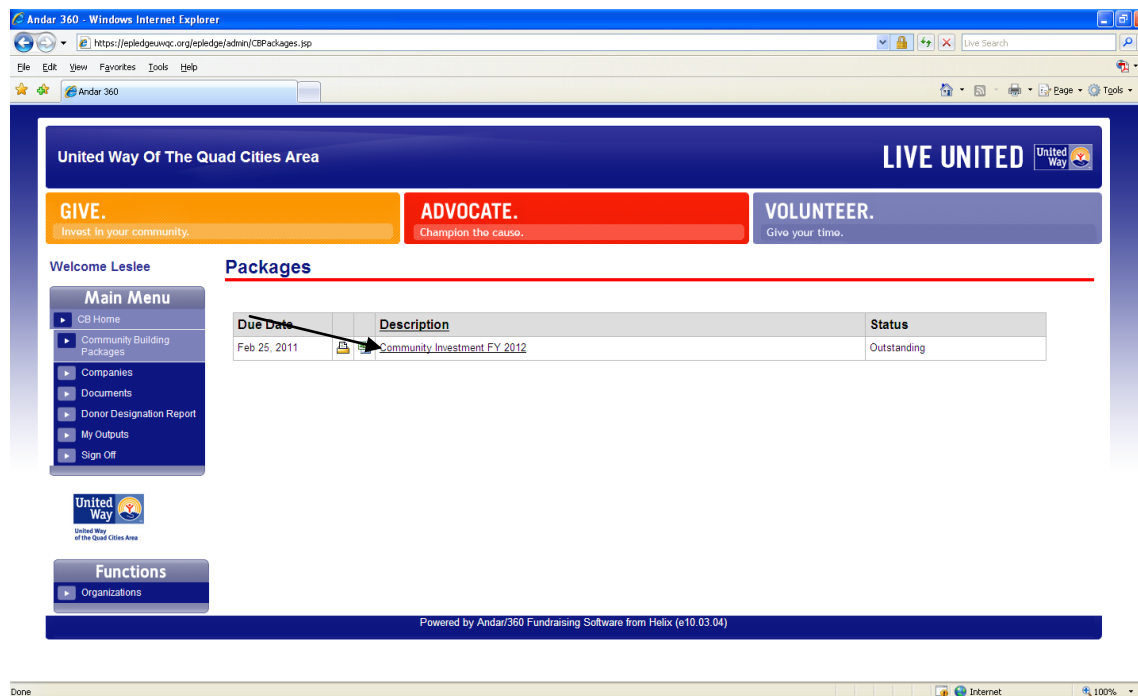 Andar 360 - Windows Internet Explorer
https://epledgeuwqc.org/epledge/admin/CBPackages.jsp
Live Search
File Edit View Favorites Tools Help
Andar 360
Page Tools
United Way Of The Quad Cities Area
LIVE UNITED
United
Way
GIVE.
Invest in your community.
ADVOCATE.
Champion the cause.
VOLUNTEER.
Give your time.
Welcome Leslee
Packages
Main Menu
CB Home
Community Building
Packages
Companies
Documents
Donor Designation Report
My Outputs
Sign Off
Due Date Description Status
Feb 25, 2011 Community Investment FY 2012 Outstanding
United
Way
United Way
of the Quad Cities Area
Functions
Organizations
Powered by Andar/360 Fundraising Software from Helix (e10.03.04)
Done Internet 100%